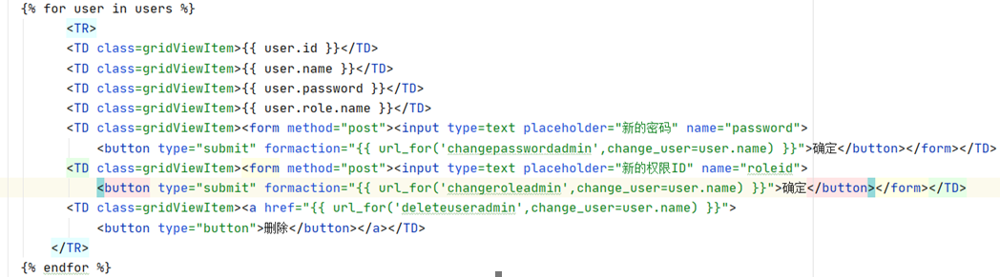 {% for user in users %}
<TR>
<TD class=gridViewItem>{{ user.id }}</TD>
<TD class=gridViewItem>{{ user.name }}</TD>
<TD class=gridViewItem>{{ user.password }}</TD>
<TD class=gridViewItem>{{ user.role.name }}</TD>
<TD class=gridViewItem><form method="post"><input type=text placeholder="新的密码" name="password">
<button type="submit" formaction="{{ url_for('changepasswordadmin',change_user=user.name) }}">确定</button></form></TD>
<TD class=gridViewItem><form method="post"><input type=text placeholder="新的权限ID" name="roleid">
<button type="submit" formaction="{{ url_for('changeroleadmin',change_user=user.name) }}">确定</button></form></TD>
<TD class=gridViewItem><a href="{{ url_for('deleteuseradmin',change_user=user.name) }}">
<button type="button">删除</button></a></TD>
</TR>
{% endfor %}